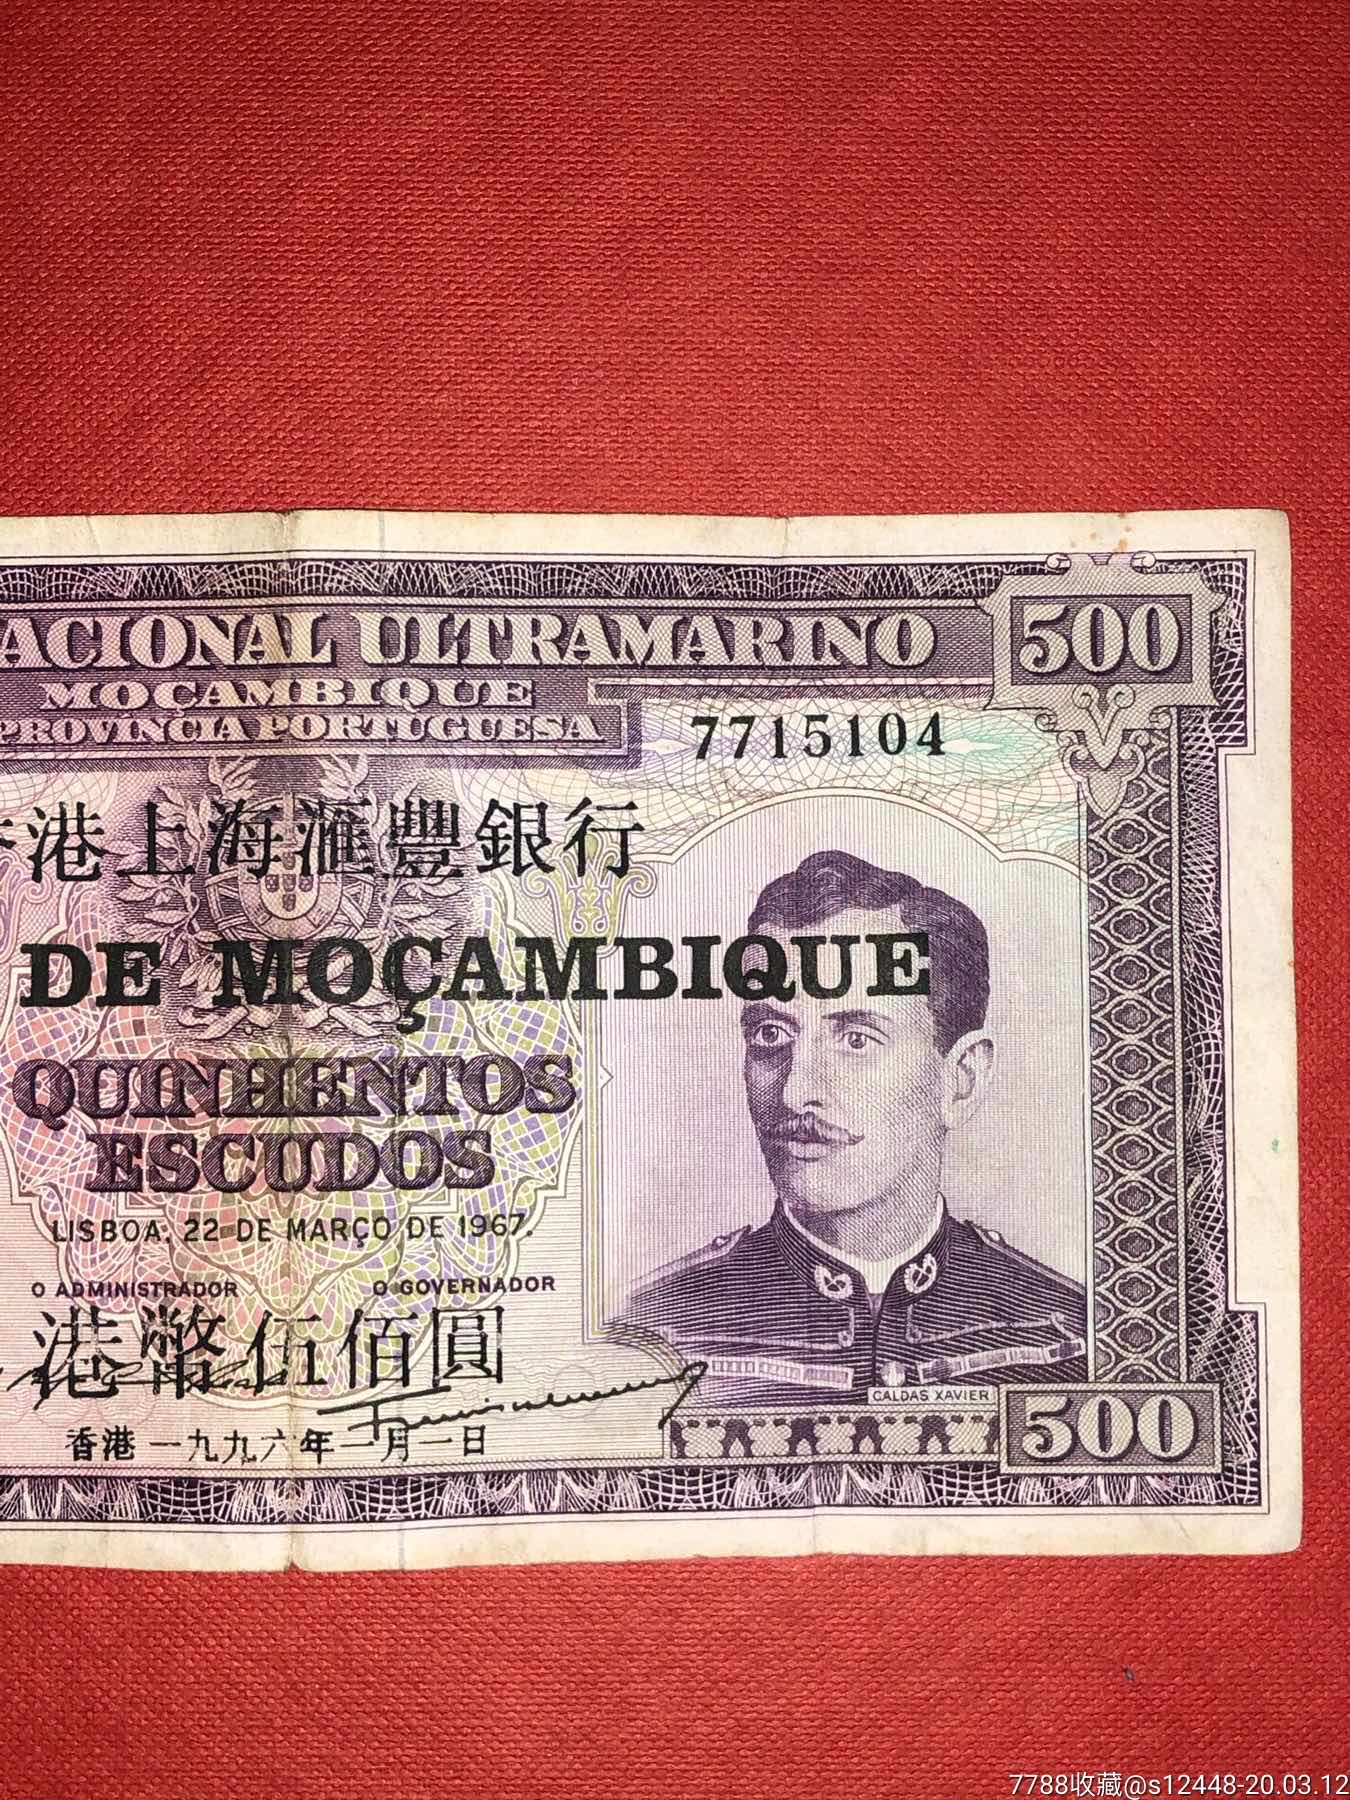 ACIONAL ULTRAMARINO
500
MOÇAMBIQUE
PROVINCIA PORTUGUESA
7715104
港上海滙豐銀行
DE MOÇAMBIQUE
QUINHENTOS
ESCUDOS
LISBOA, 22 DE MARÇO DE 1967.
O ADMINISTRADOR O GOVERNADOR
港幣伍佰圓
CALDAS XAVIER
500
香港一九九六年一月一日
7788收藏@s12448-20.03.12